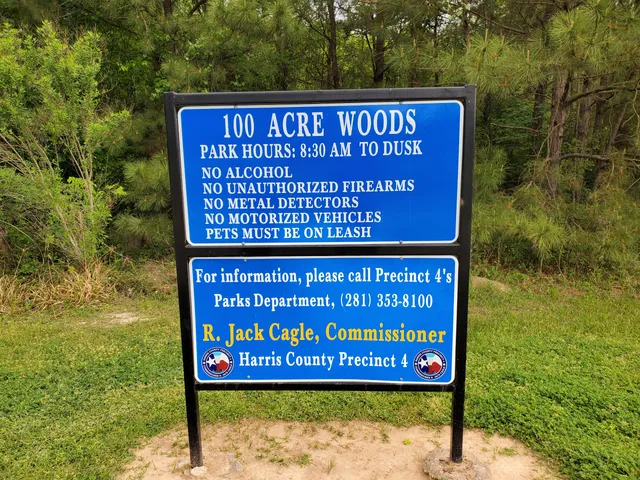 100 ACRE WOODS
PARK HOURS: 8:30 AM TO DUSK
NO ALCOHOL
NO UNAUTHORIZED FIREARMS
NO METAL DETECTORS
NO MOTORIZED VEHICLES
PETS MUST BE ON LEASH
For information, please call Precinct 4's
Parks Department, (281) 353-8100
R. Jack Cagle, Commissioner
Harris County Precinct 4